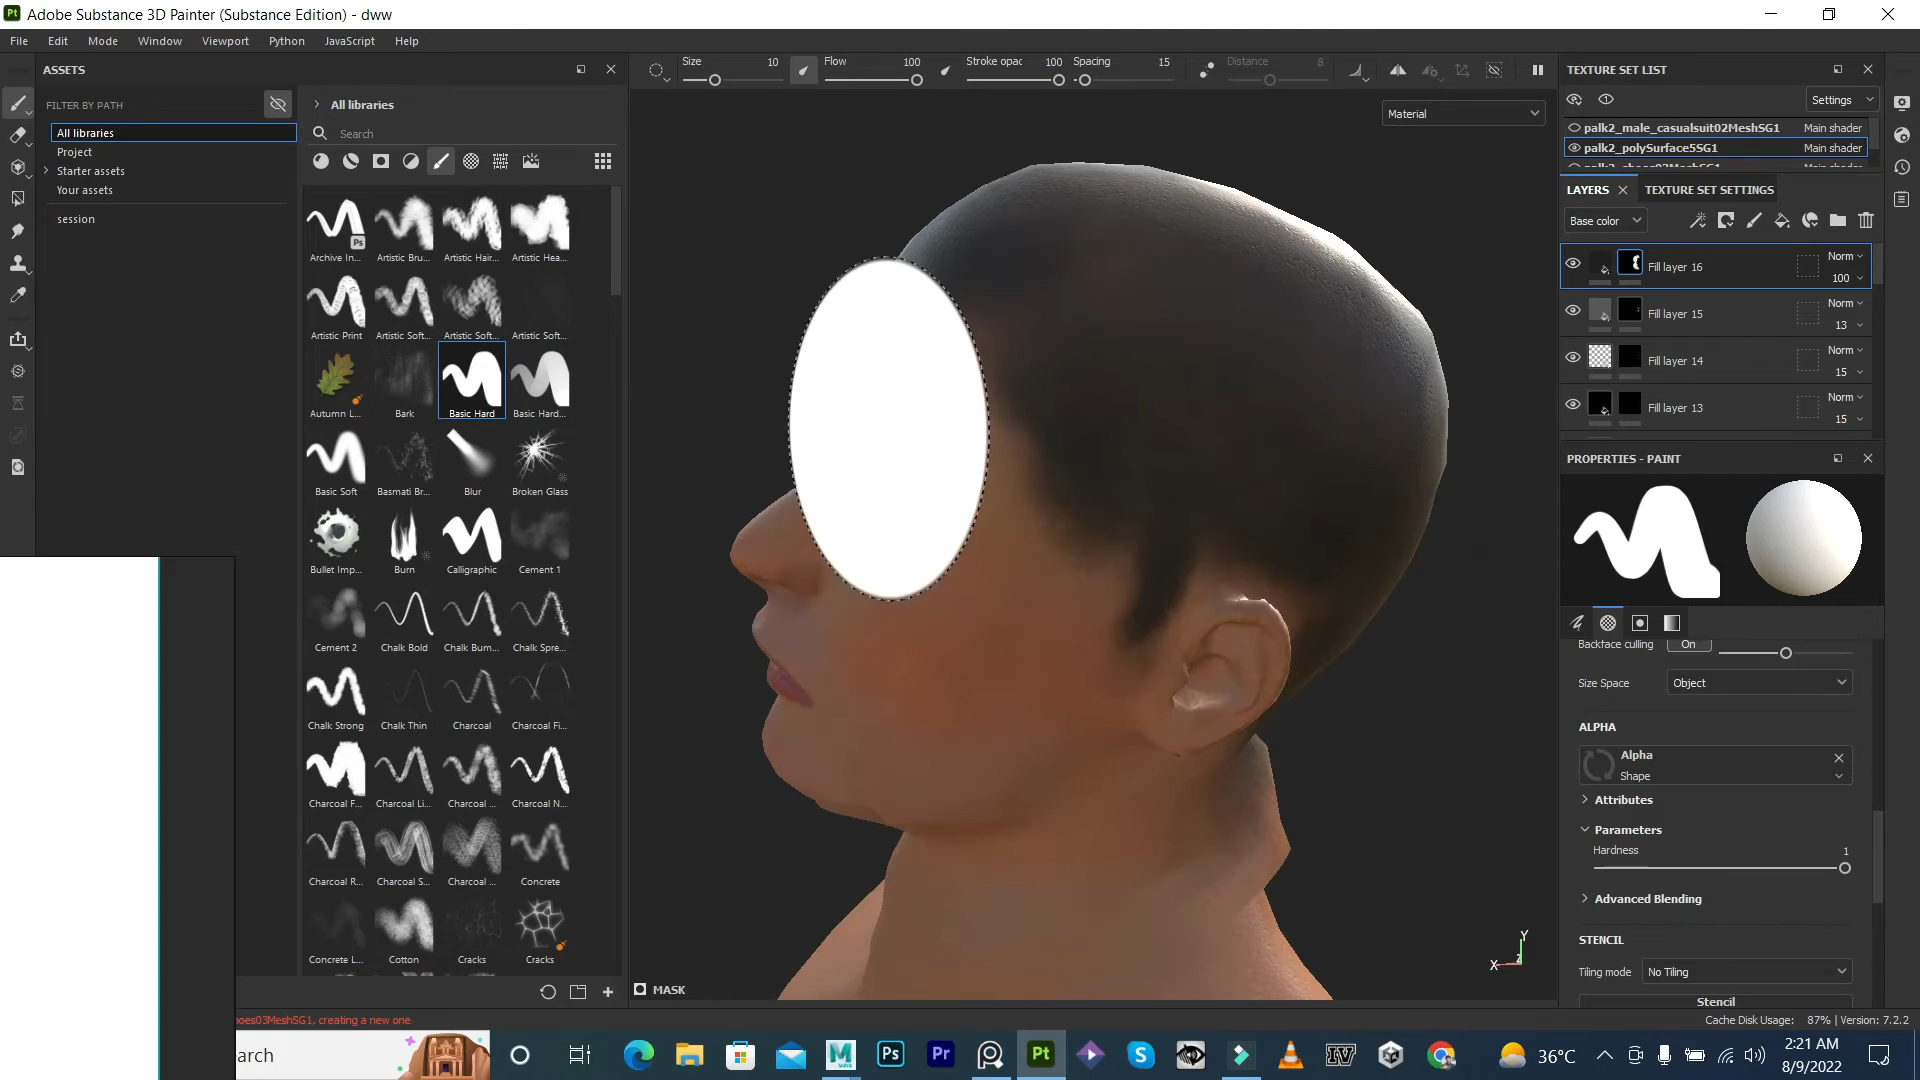 Pt Adobe Substance 3D Painter (Substance Edition) - dww
File Edit Mode Window Viewport Python JavaScript Help
ASSETS
FILTER BY PATH
All libraries
Project
Starter assets
Your assets
session
All libraries
Search
Ps
Archive In... Artistic Bru... Artistic Hair... Artistic Hea...
Artistic Print Artistic Soft... Artistic Soft... Artistic Soft...
Autumn L... Bark Basic Hard Basic Hard...
Basic Soft Basmati Br... Blur Broken Glass
Bullet Imp... Burn Calligraphic Cement 1
Cement 2 Chalk Bold Chalk Bum... Chalk Spre...
Chalk Strong Chalk Thin Charcoal Charcoal Fi...
Charcoal F... Charcoal Li... Charcoal ... Charcoal N...
Charcoal R... Charcoal S... Charcoal ... Concrete
Concrete L... Cotton Cracks Cracks
Size 10 Flow 100 Stroke opac 100 Spacing 15 Distance 8
Material
Y
X
MASK
TEXTURE SET LIST
Settings
palk2_male_casualsuit02MeshSG1 Main shader
palk2_polySurface5SG1 Main shader
LAYERS TEXTURE SET SETTINGS
Base color
Fill layer 16 Norm 100
Fill layer 15 Norm 13
Fill layer 14 Norm 15
Fill layer 13 Norm 15
PROPERTIES - PAINT
Backface culling On
Size Space Object
ALPHA
Alpha
Shape
Attributes
Parameters
Hardness 1
Advanced Blending
STENCIL
Tiling mode No Tiling
Stencil
oes03MeshSG1, creating a new one
Cache Disk Usage: 87% | Version: 7.2.2
arch
Ps Pr Pt IV
36°C
2:21 AM
8/9/2022